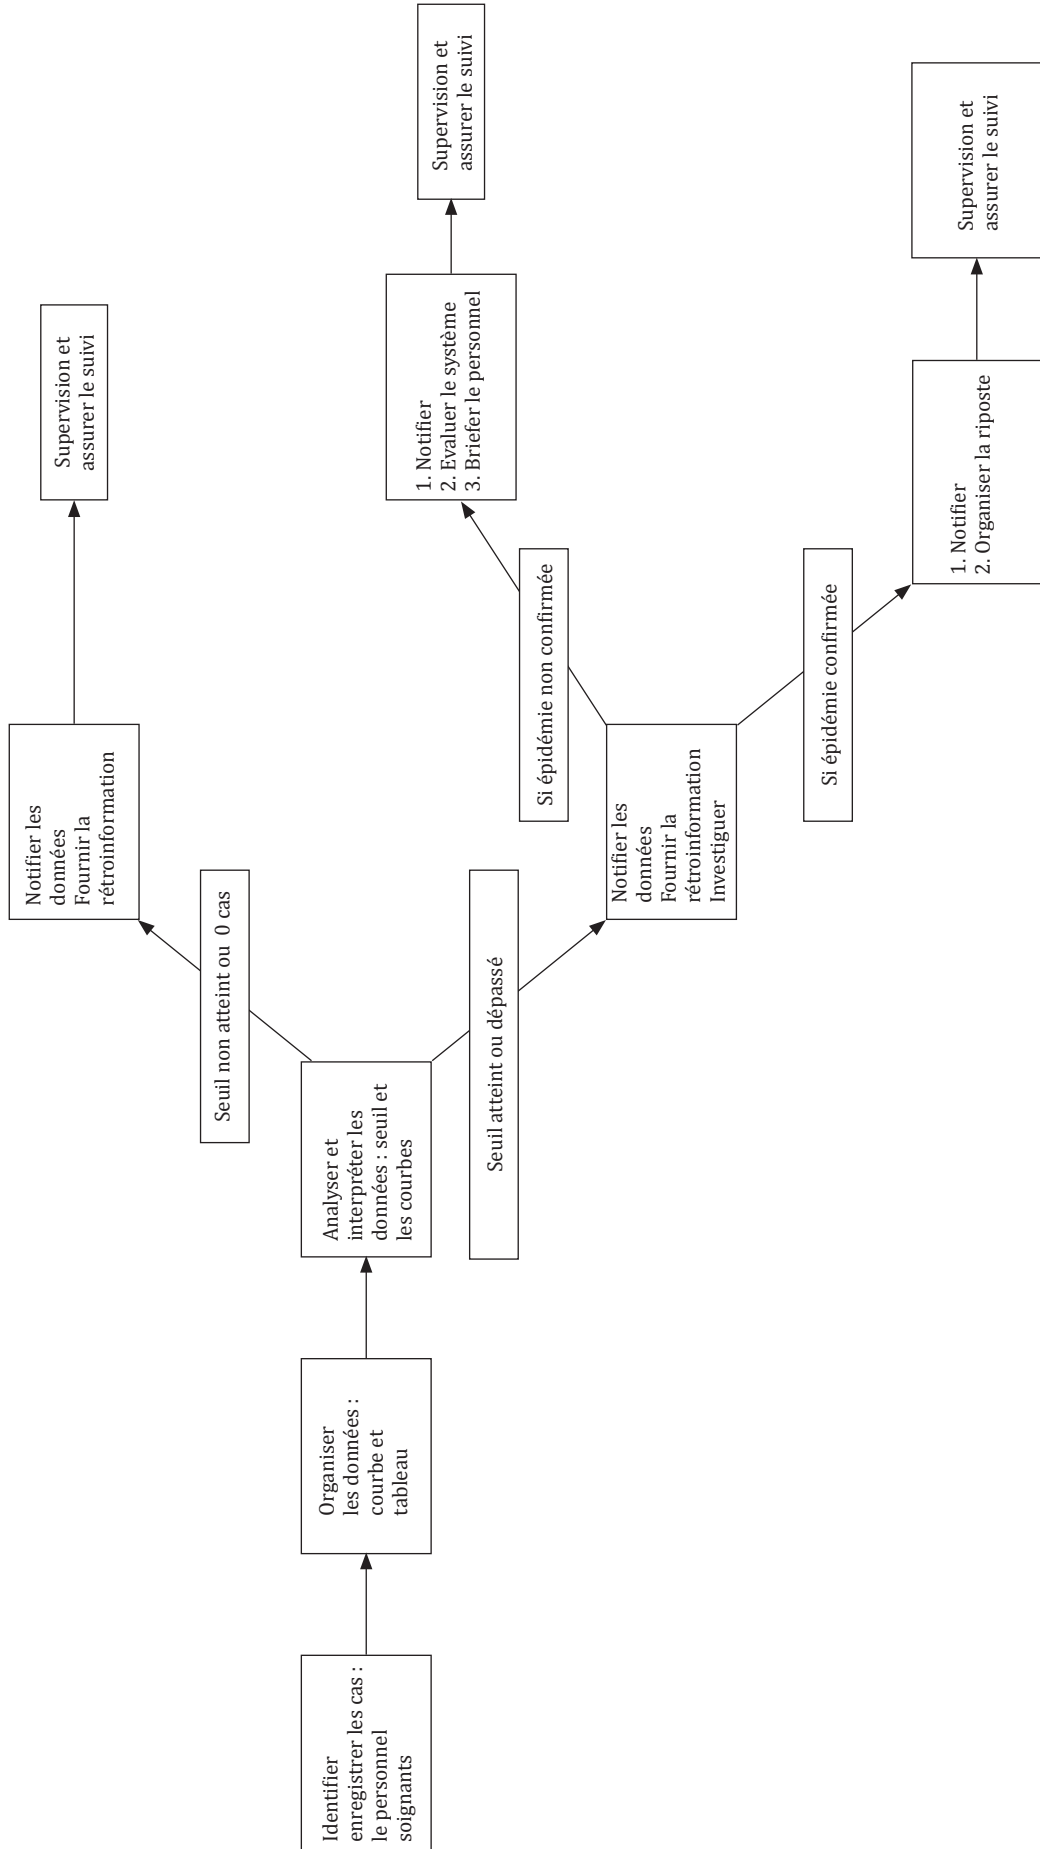 Identifier
enregistrer les cas :
le personnel
soignants
Organiser
les données :
courbe et
tableau
Analyser et
interpréter les
données : seuil et
les courbes
Seuil non atteint ou  0 cas
Notifier les
données
Fournir la
rétroinformation
Supervision et
assurer le suivi
Seuil atteint ou dépassé
Notifier les
données
Fournir la
rétroinformation
Investiguer
Si épidémie non confirmée
1. Notifier
2. Evaluer le système
3. Briefer le personnel
Supervision et
assurer le suivi
Si épidémie confirmée
1. Notifier
2. Organiser la riposte
Supervision et
assurer le suivi